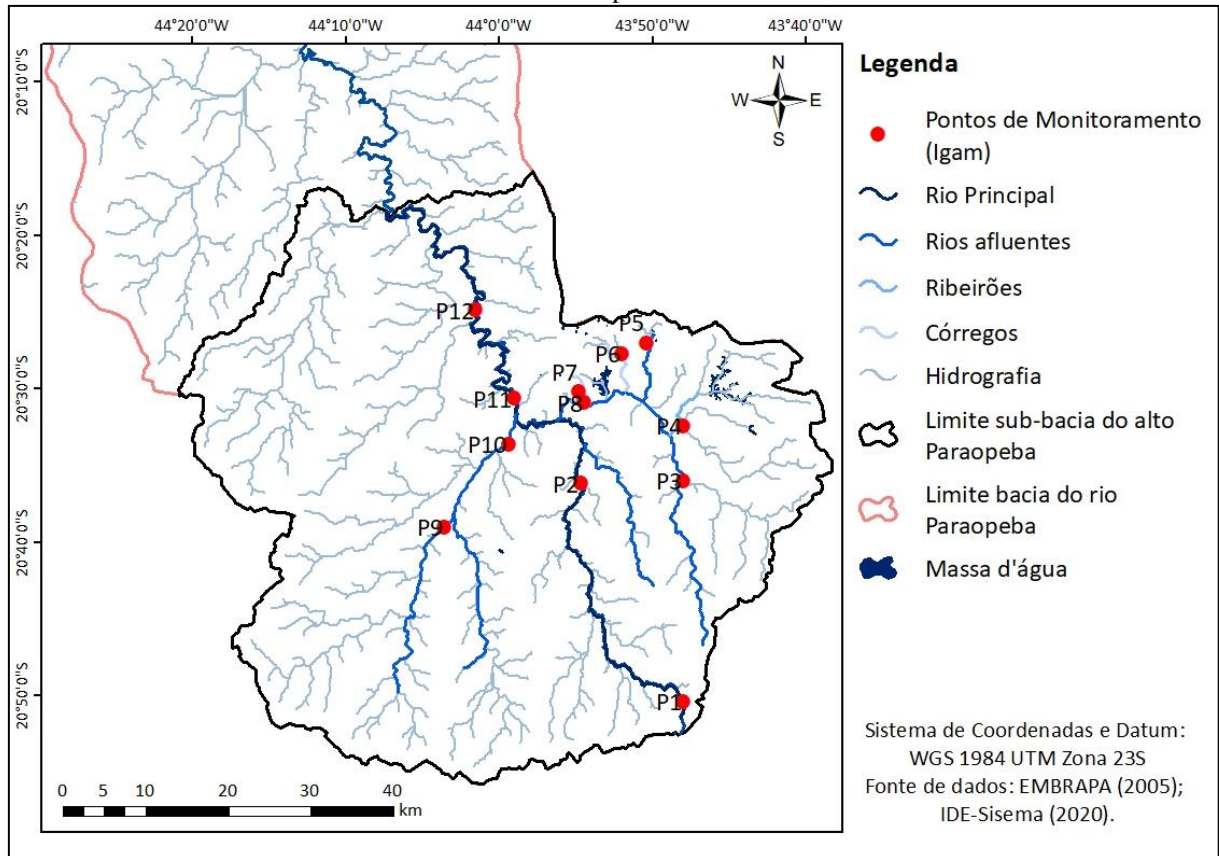 44°20'0"W 44°10'0"W 44°0'0"W 43°50'0"W 43°40'0"W
20°10'0"S
20°20'0"S
20°30'0"S
20°40'0"S
20°50'0"S
N
W E
S
P5
P6
P12
P7
P11
P8
P4
P10
P3
P2
P9
P1
0 5 10 20 30 40
km
Legenda
Pontos de Monitoramento
(Igam)
Rio Principal
Rios afluentes
Ribeirões
Córregos
Hidrografia
Limite sub-bacia do alto
Paraopeba
Limite bacia do rio
Paraopeba
Massa d'água
Sistema de Coordenadas e Datum:
WGS 1984 UTM Zona 23S
Fonte de dados: EMBRAPA (2005);
IDE-Sisema (2020).